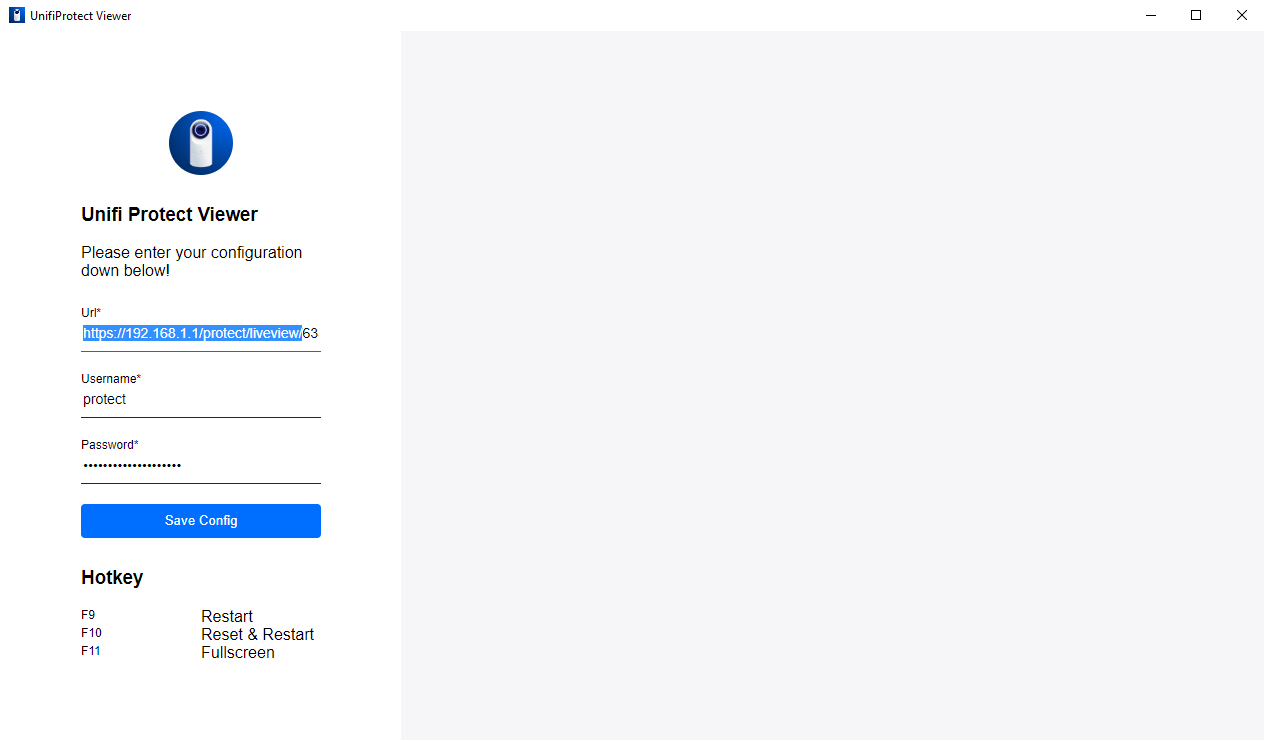 UnifiProtect Viewer
Unifi Protect Viewer
Please enter your configuration
down below!
Url*
https://192.168.1.1/protect/liveview/63
Username*
protect
Password*
••••••••••••••••••••
Save Config
Hotkey
F9 Restart
F10 Reset & Restart
F11 Fullscreen